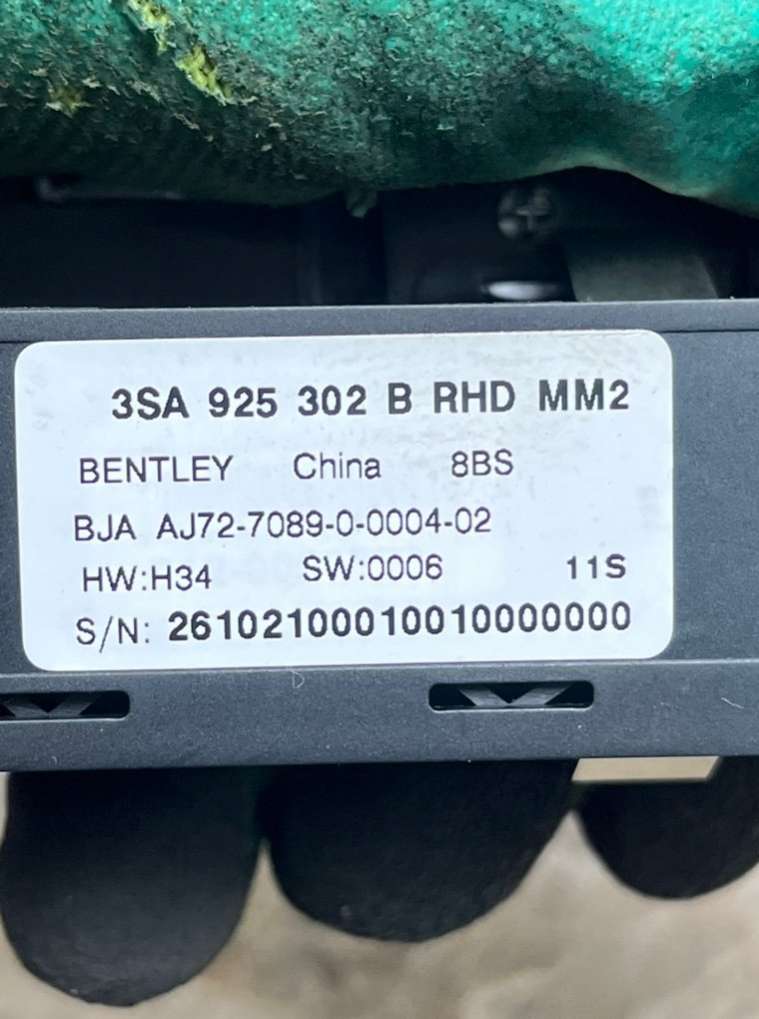 3SA 925 302 B RHD MM2
BENTLEY China 8BS
BJA AJ72-7089-0-0004-02
HW:H34 SW:0006 11S
S/N: 26102100010010000000